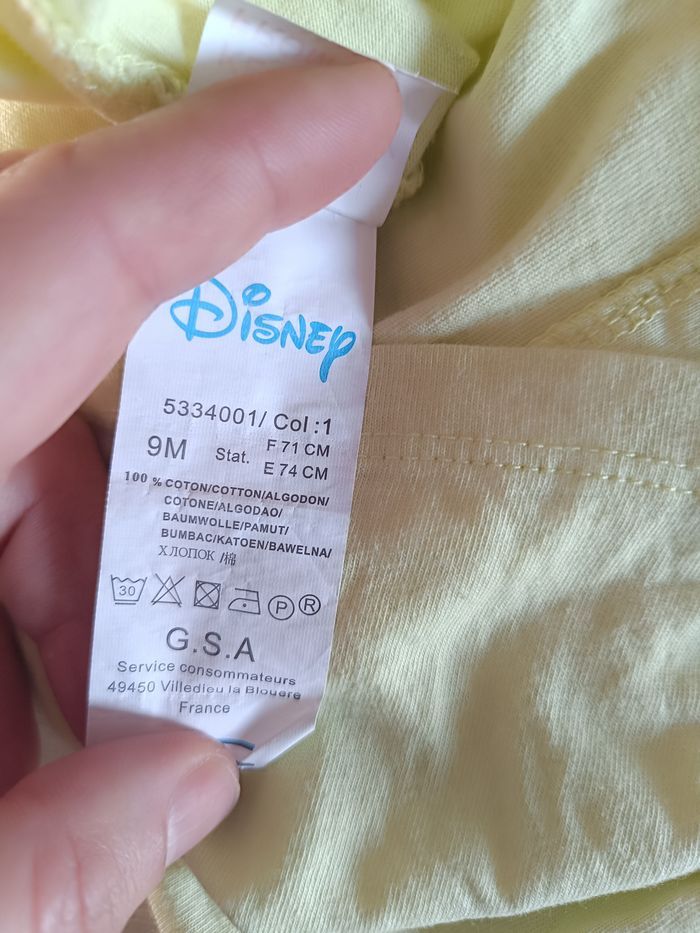 Disney
5334001/ Col :1
9M Stat. F 71 CM
E 74 CM
100 % COTON/COTTON/ALGODON/
COTONE/ALGODAO/
BAUMWOLLE/PAMUT/
BUMBAC/KATOEN/BAWELNA/
ХЛОПОК /棉
30 P R
G.S.A
Service consommateurs
49450 Villedieu la Blouere
France